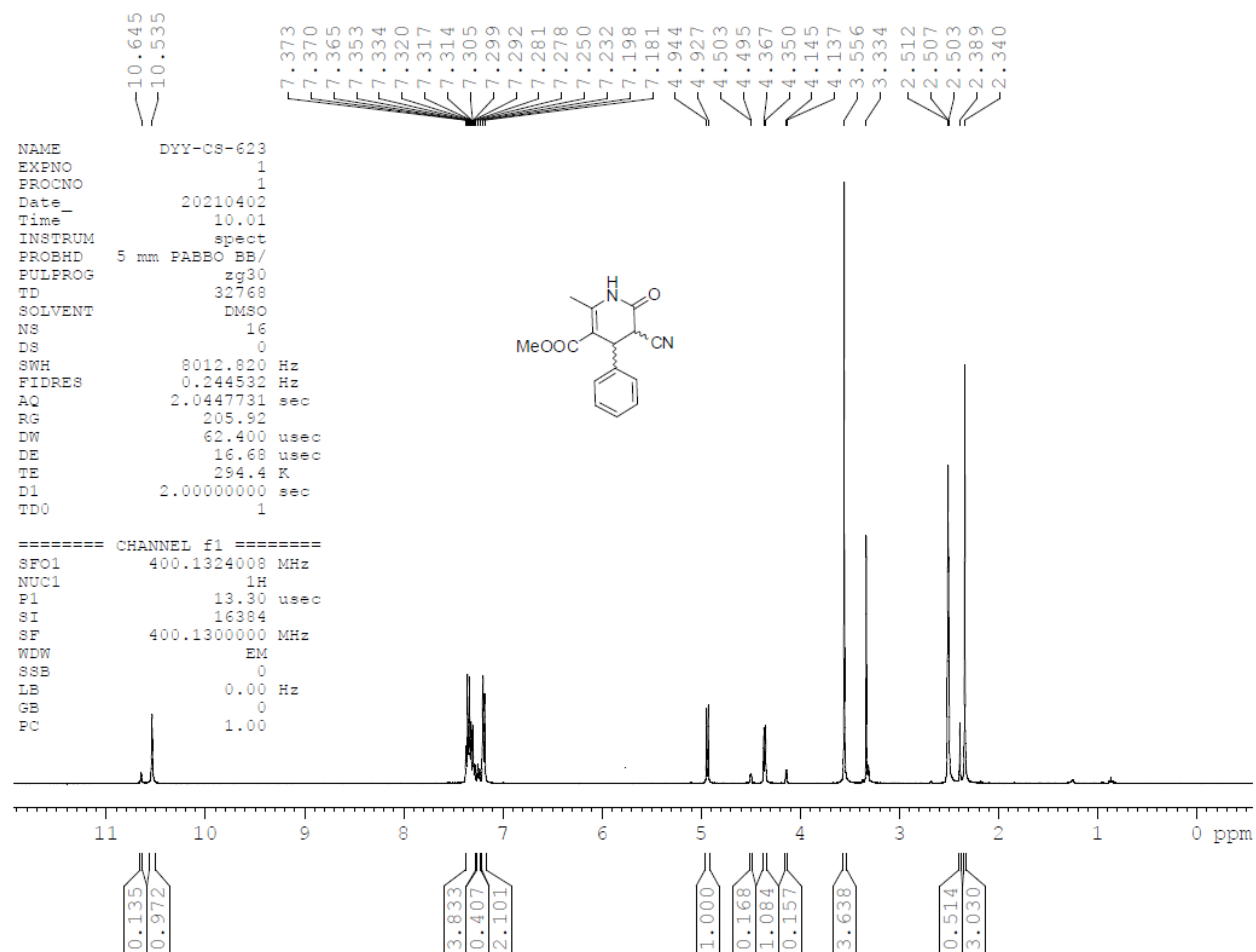 10.645
10.535
7.373
7.370
7.365
7.353
7.334
7.320
7.317
7.314
7.305
7.299
7.292
7.281
7.278
7.250
7.232
7.198
7.181
4.944
4.927
4.503
4.495
4.367
4.350
4.145
4.137
3.556
3.334
2.512
2.507
2.503
2.389
2.340
NAME DYY-CS-623
EXPNO 1
PROCNO 1
Date_ 20210402
Time 10.01
INSTRUM spect
PROBHD 5 mm PABBO BB/
PULPROG zg30
TD 32768
SOLVENT DMSO
NS 16
DS 0
SWH 8012.820 Hz
FIDRES 0.244532 Hz
AQ 2.0447731 sec
RG 205.92
DW 62.400 usec
DE 16.68 usec
TE 294.4 K
D1 2.00000000 sec
TD0 1
======== CHANNEL f1 ========
SFO1 400.1324008 MHz
NUC1 1H
P1 13.30 usec
SI 16384
SF 400.1300000 MHz
WDW EM
SSB 0
LB 0.00 Hz
GB 0
PC 1.00
H
N
O
MeOOC
CN
11 10 9 8 7 6 5 4 3 2 1 0 ppm
0.135
0.972
3.833
0.407
2.101
1.000
0.168
1.084
0.157
3.638
0.514
3.030